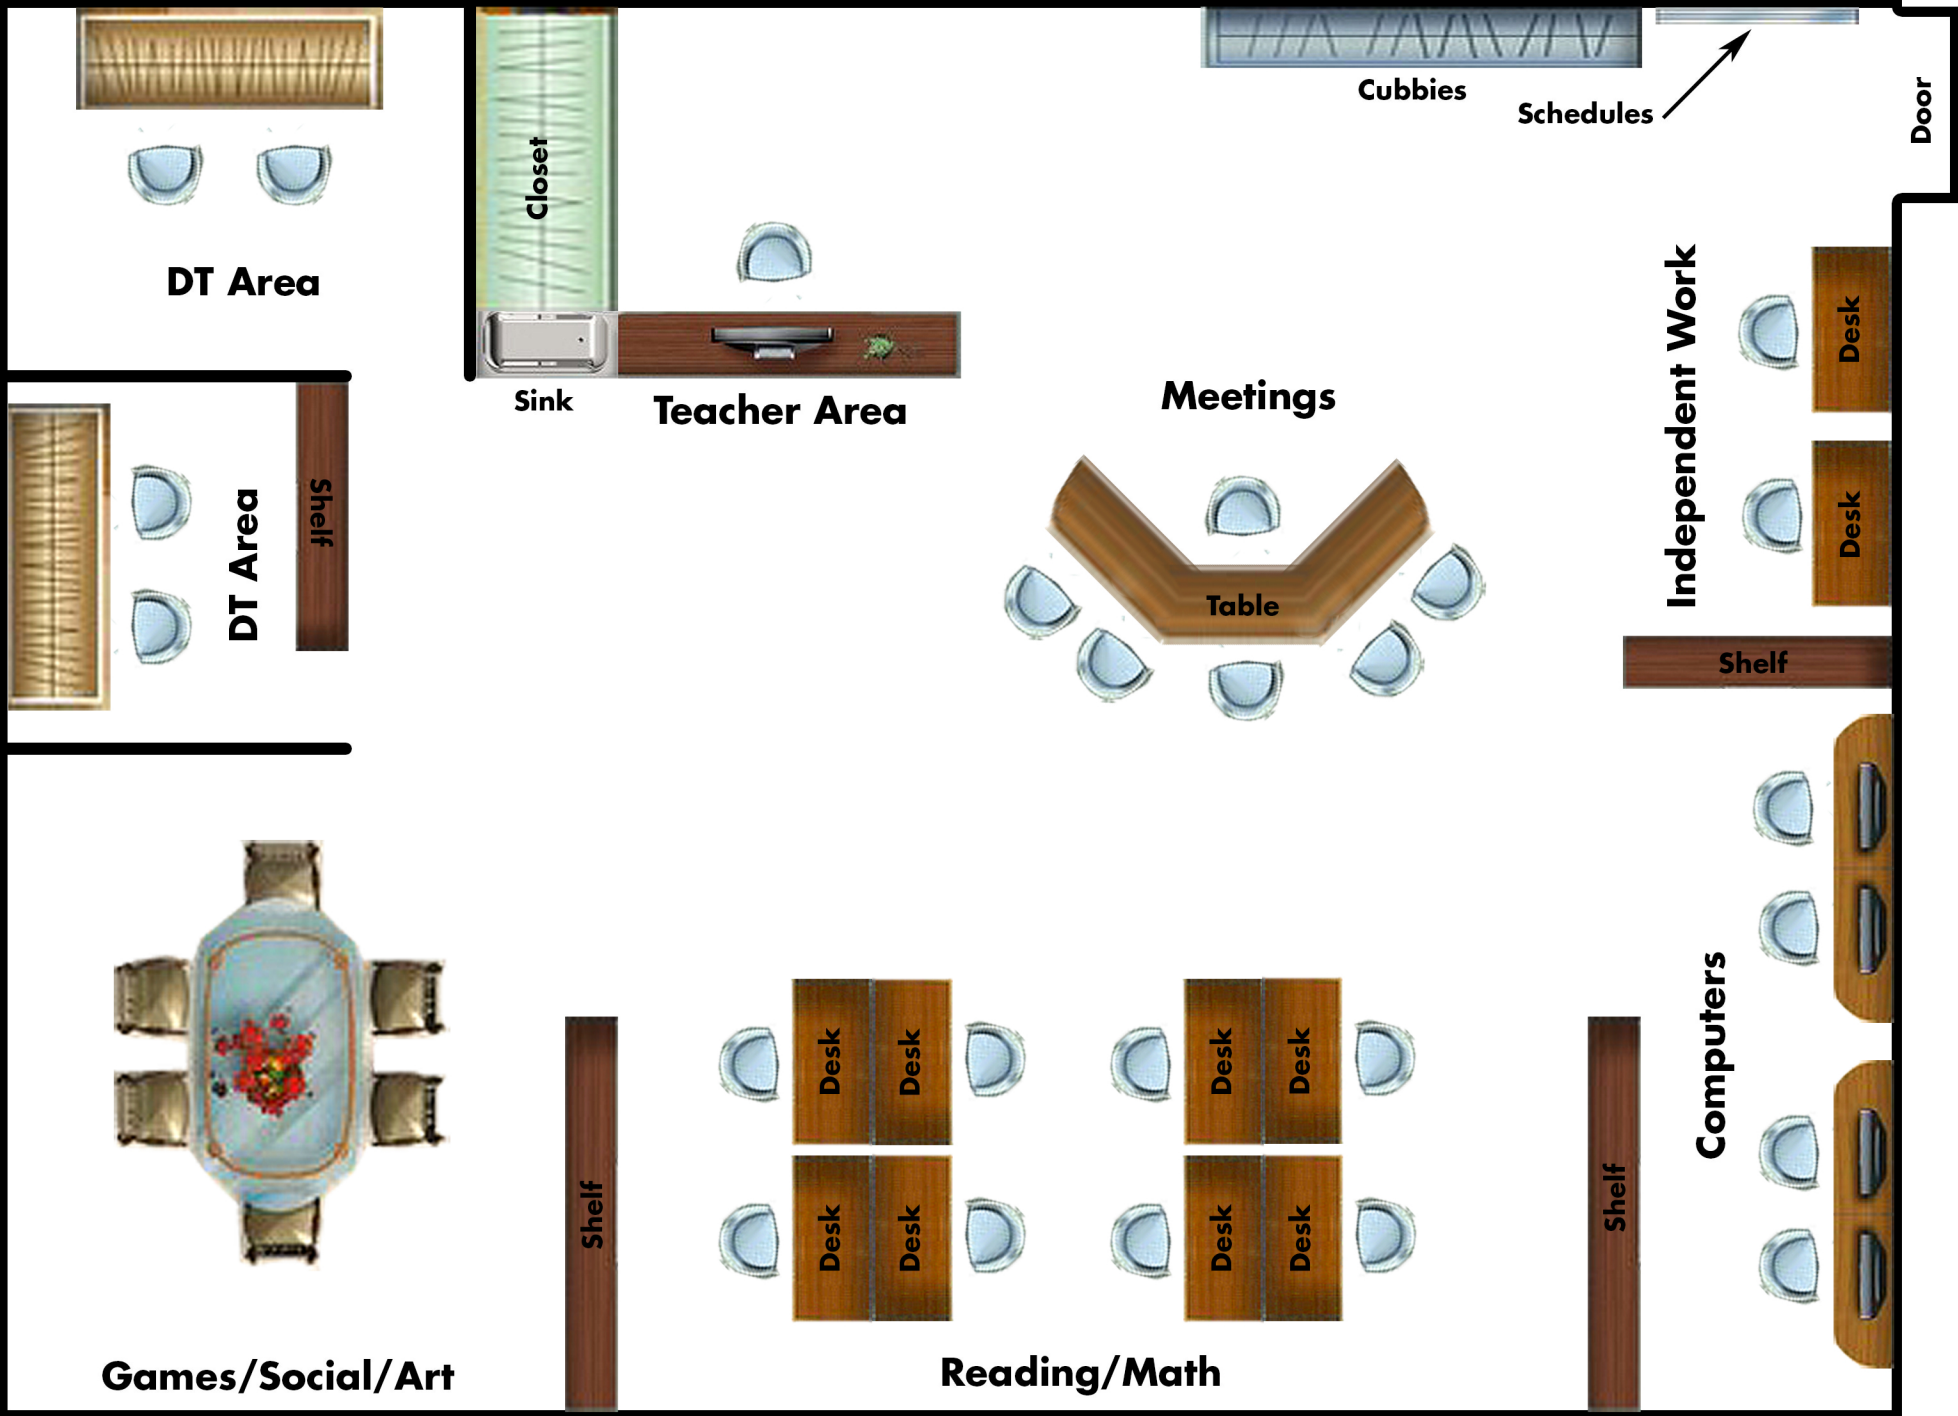 Cubbies
Schedules
Door
Closet
DT Area
Sink
Teacher Area
Meetings
Independent Work
Desk
Desk
Shelf
DT Area
Table
Shelf
Computers
Shelf
Desk
Desk
Desk
Desk
Desk
Desk
Desk
Desk
Shelf
Games/Social/Art
Reading/Math